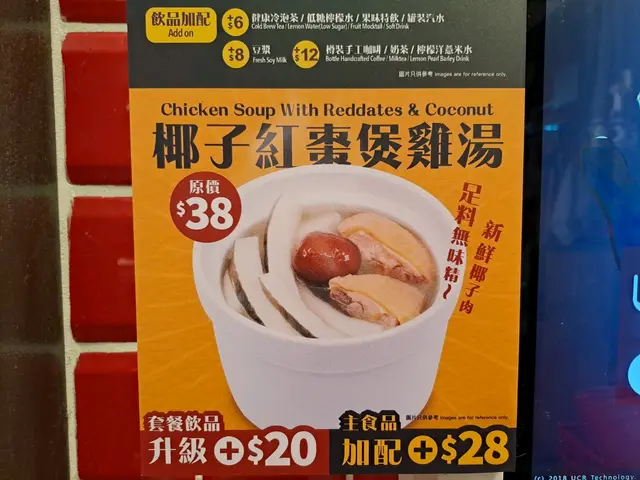 飲品加配
Add on
+$6 健康冷泡茶 / 低糖檸檬水 / 果味特飲 / 罐裝汽水
Cold Brew Tea / Lemon Water(Low Sugar) / Fruit Mocktail / Soft Drink
+$8 豆漿
Fresh Soy Milk
+$12 樽裝手工咖啡 / 奶茶 / 檸檬洋薏米水
Bottle Handcrafted Coffee / Milktea / Lemon Pearl Barley Drink
圖片只供參考 Images are for reference only.
Chicken Soup With Reddates & Coconut
椰子紅棗煲雞湯
原價
$38
新鮮椰子肉
足料無味精~
圖片只供參考 Images are for reference only.
套餐飲品
升級 +$20
主食品
加配 +$28
(c) 2018 UCR Technology.